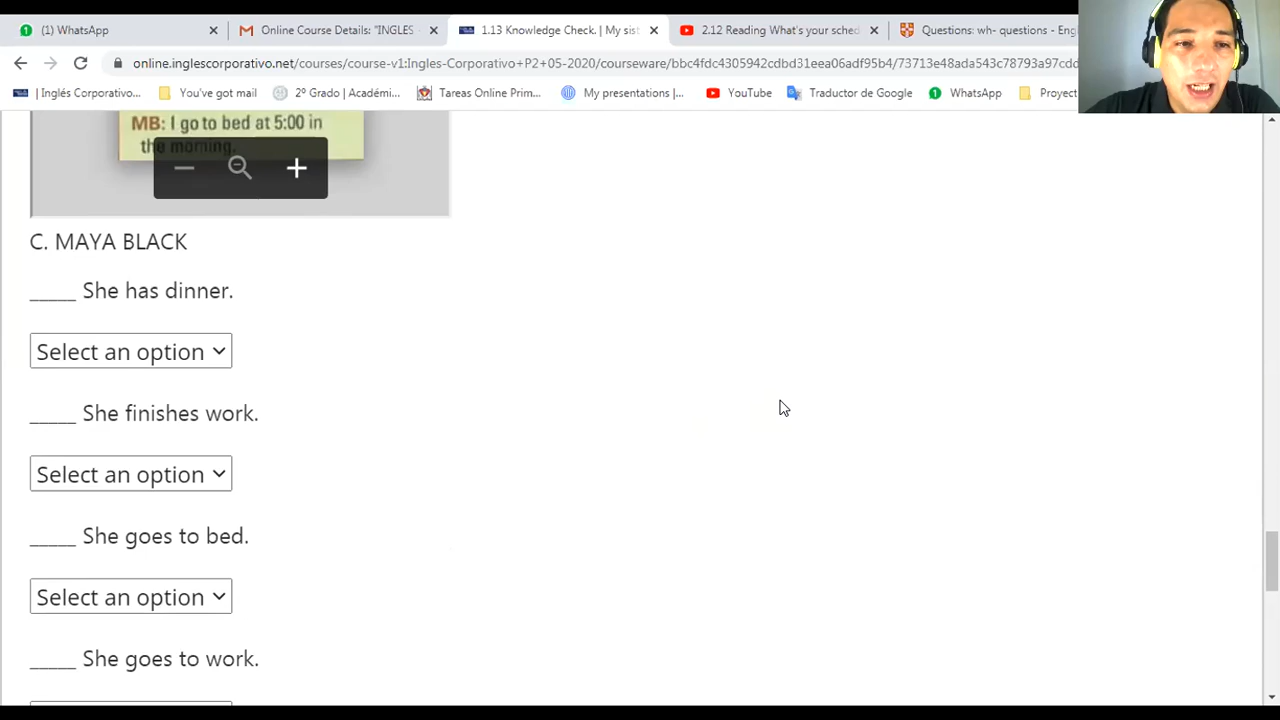 (1) WhatsApp
Online Course Details: "INGLES
1.13 Knowledge Check. | My sist
2.12 Reading What's your sched
Questions: wh- questions - Eng
online.inglescorporativo.net/courses/course-v1:Ingles-Corporativo+P2+05-2020/courseware/bbc4fdc4305942cdbd31eea06adf95b4/73713e48ada543c78793a97cdd
| Inglés Corporativo...
You've got mail
2º Grado | Académi...
Tareas Online Prim...
My presentations |...
YouTube
Traductor de Google
WhatsApp
Proyect
MB: I go to bed at 5:00 in
the morning.
C. MAYA BLACK
_____ She has dinner.
Select an option
_____ She finishes work.
Select an option
_____ She goes to bed.
Select an option
_____ She goes to work.